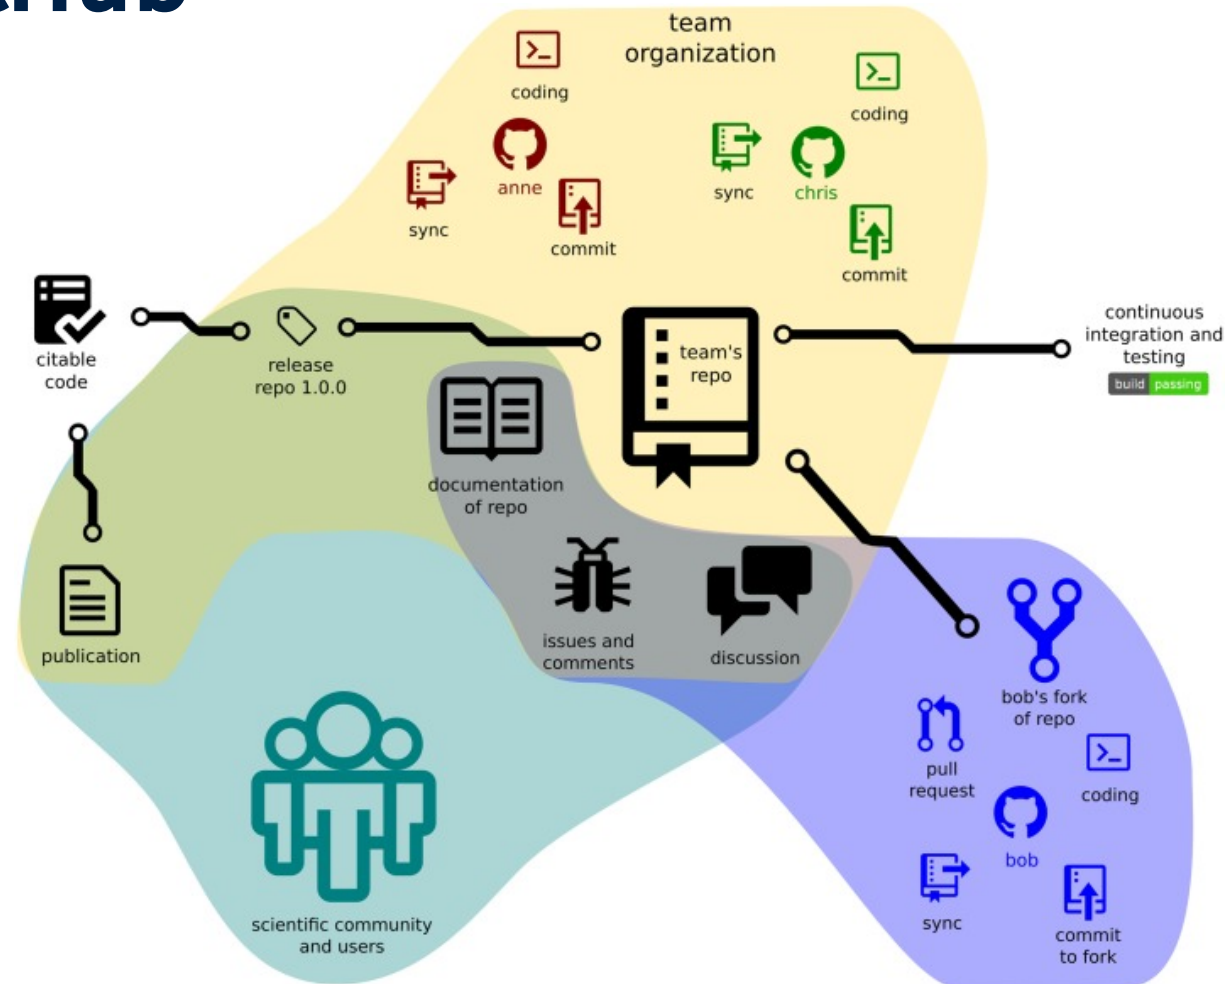 team
organization
coding
coding
anne
sync
commit
sync
chris
commit
citable
code
release
repo 1.0.0
team's
repo
continuous
integration and
testing
build passing
documentation
of repo
publication
issues and
comments
discussion
bob's fork
of repo
pull
request
coding
bob
sync
commit
to fork
scientific community
and users